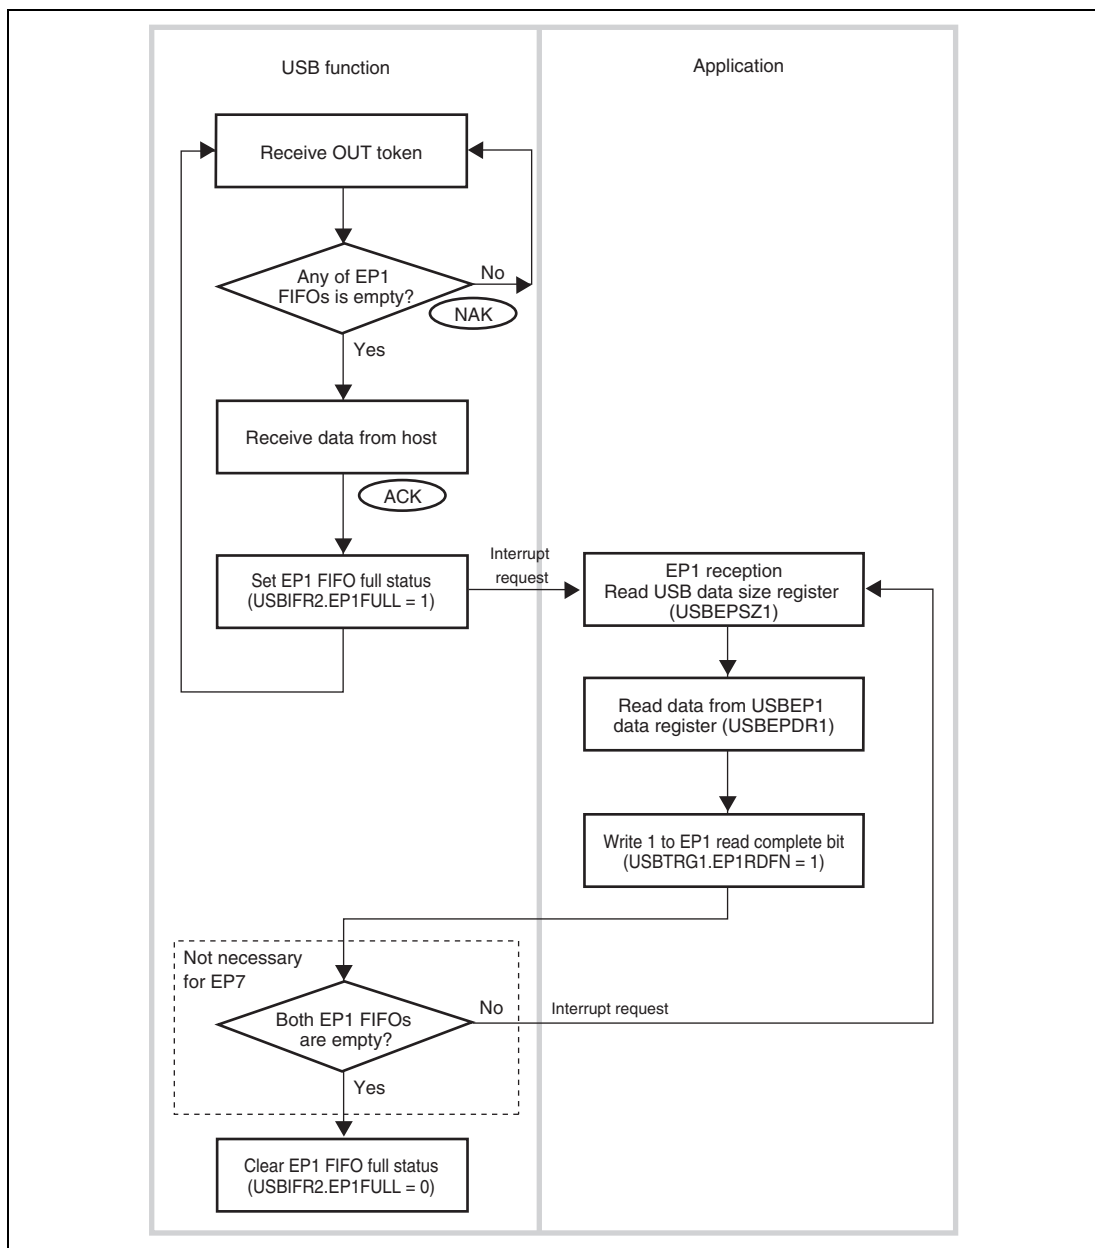 USB function
Application
Receive OUT token
Any of EP1
FIFOs is empty?
No
NAK
Yes
Receive data from host
ACK
Set EP1 FIFO full status
(USBIFR2.EP1FULL = 1)
Interrupt
request
EP1 reception
Read USB data size register
(USBEPSZ1)
Read data from USBEP1
data register (USBEPDR1)
Write 1 to EP1 read complete bit
(USBTRG1.EP1RDFN = 1)
Not necessary
for EP7
Both EP1 FIFOs
are empty?
No
Interrupt request
Yes
Clear EP1 FIFO full status
(USBIFR2.EP1FULL = 0)